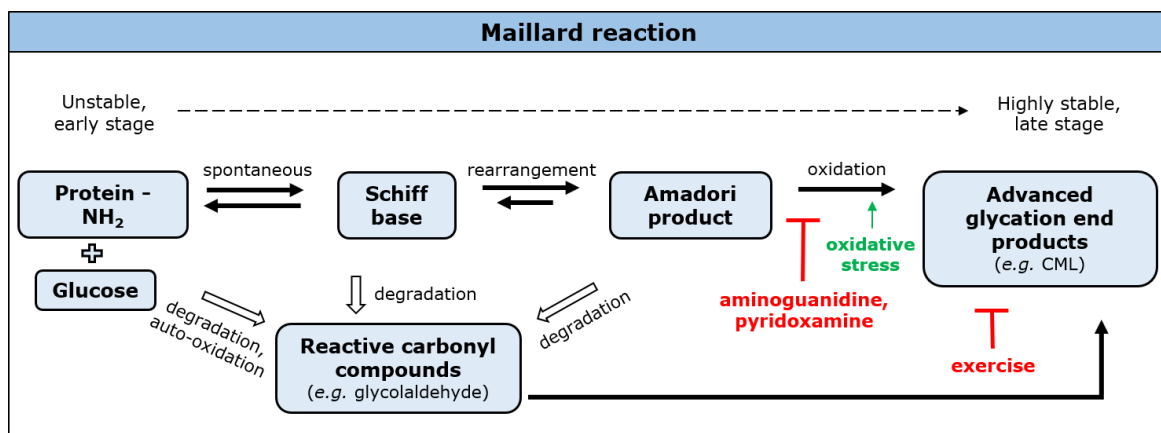 Maillard reaction
Unstable,
early stage
Highly stable,
late stage
spontaneous
rearrangement
oxidation
Protein –
NH₂
Schiff
base
Amadori
product
Advanced
glycation end
products
(e.g. CML)
Glucose
oxidative
stress
degradation,
auto-oxidation
degradation
degradation
aminoguanidine,
pyridoxamine
Reactive carbonyl
compounds
(e.g. glycolaldehyde)
exercise